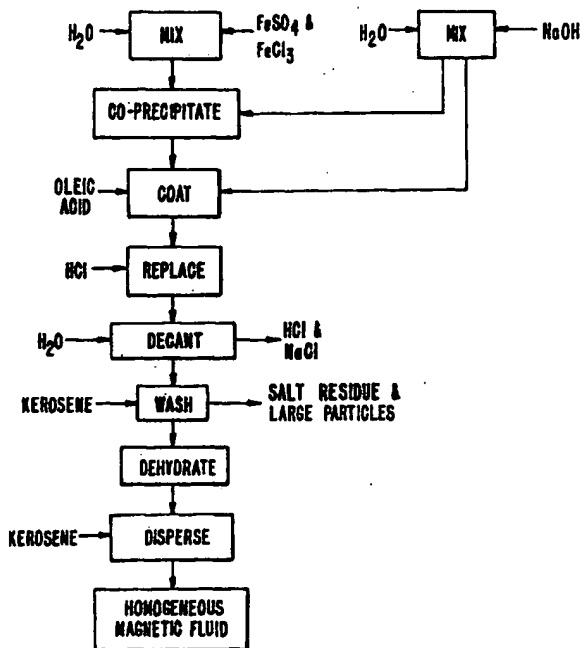 H2O
MIX
FeSO4 &
FeCl3
H2O
MIX
NaOH
CO-PRECIPITATE
OLEIC
ACID
COAT
HCl
REPLACE
H2O
DECANT
HCl &
NaCl
KEROSENE
WASH
SALT RESIDUE &
LARGE PARTICLES
DEHYDRATE
KEROSENE
DISPERSE
HOMOGENEOUS
MAGNETIC FLUID